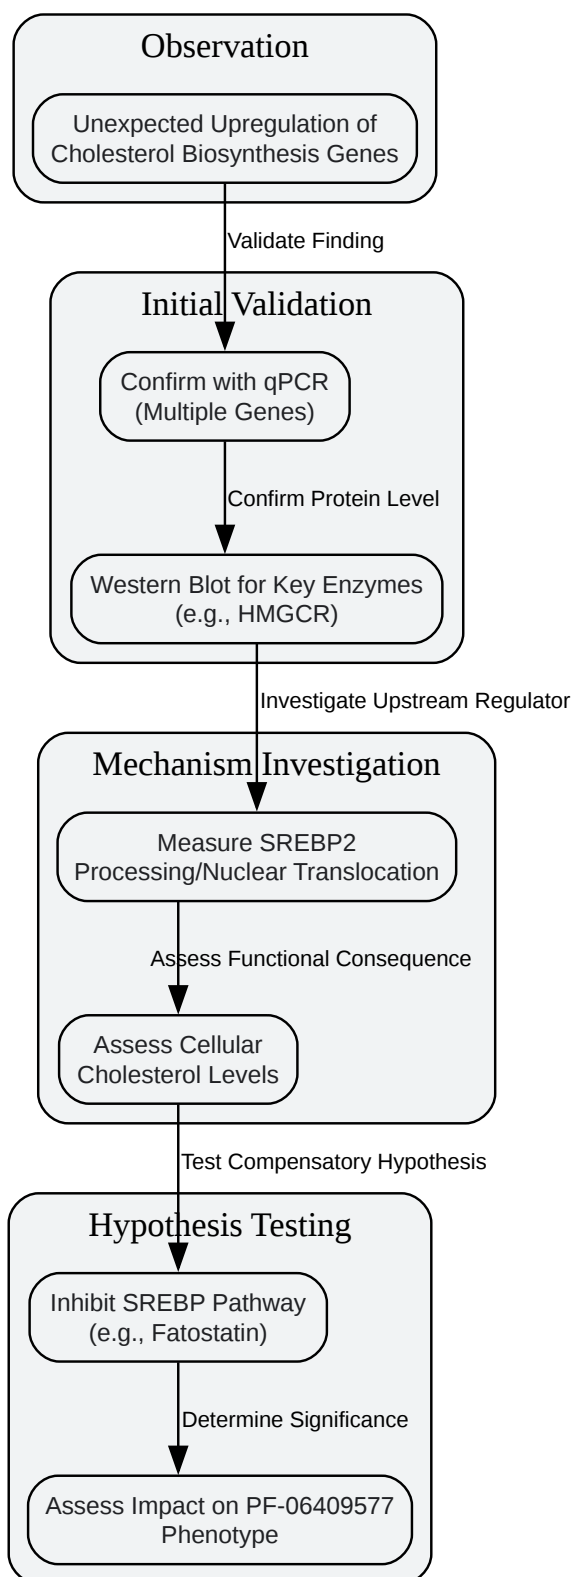 Observation
Unexpected Upregulation of
Cholesterol Biosynthesis Genes
Validate Finding
Initial Validation
Confirm with qPCR
(Multiple Genes)
Confirm Protein Level
Western Blot for Key Enzymes
(e.g., HMGCR)
Investigate Upstream Regulator
Mechanism Investigation
Measure SREBP2
Processing/Nuclear Translocation
Assess Functional Consequence
Assess Cellular
Cholesterol Levels
Test Compensatory Hypothesis
Hypothesis Testing
Inhibit SREBP Pathway
(e.g., Fatostatin)
Determine Significance
Assess Impact on PF-06409577
Phenotype